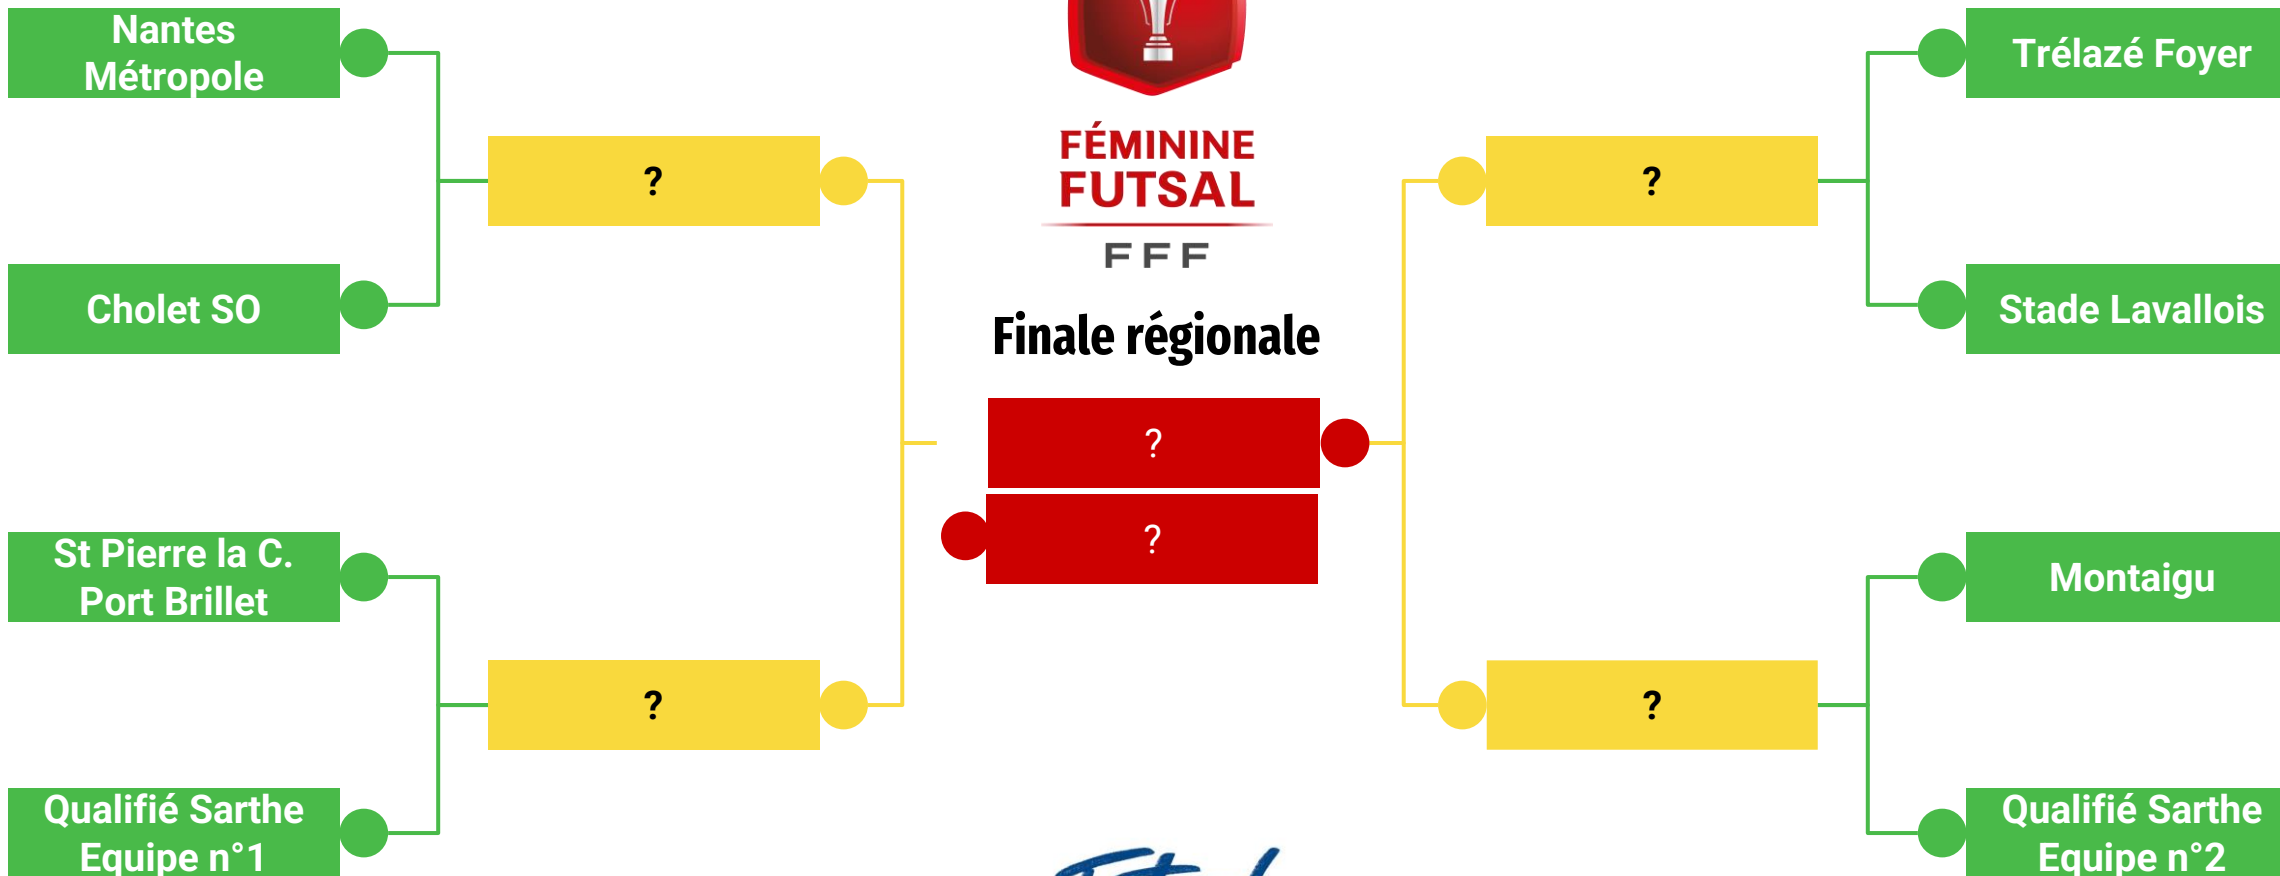 Nantes
Métropole
Cholet SO
St Pierre la C.
Port Brillet
Qualifié Sarthe
Equipe n°1
?
?
FÉMININE
FUTSAL
FFF
Finale régionale
?
?
?
?
Trélazé Foyer
Stade Lavallois
Montaigu
Qualifié Sarthe
Equipe n°2